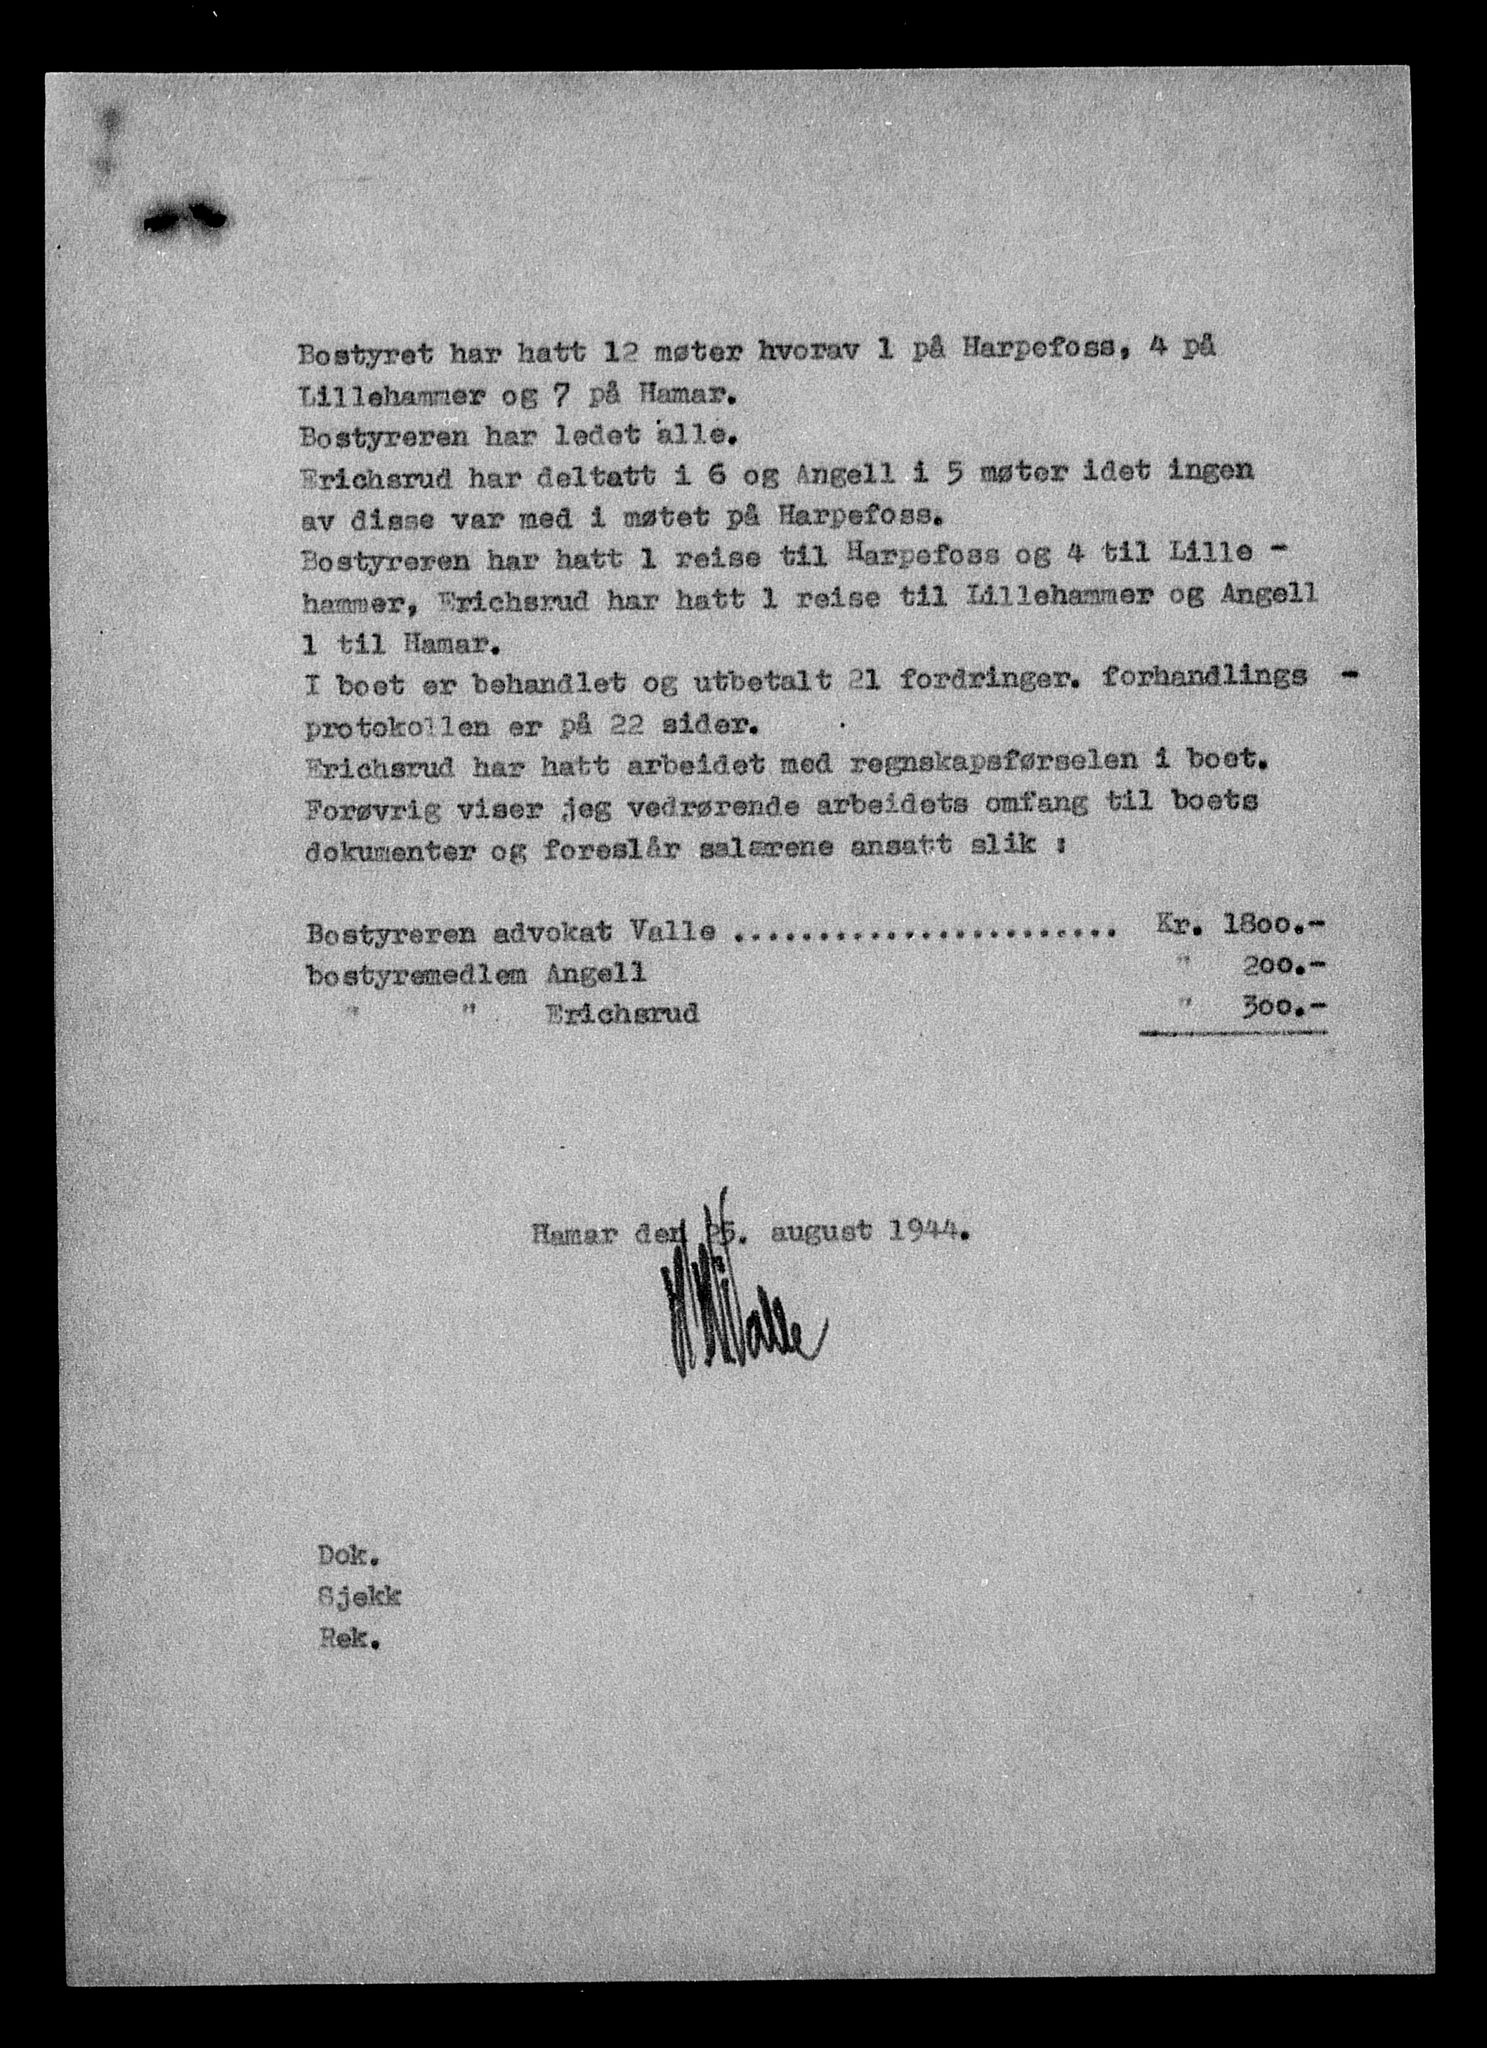 Bostyret har hatt 12 møter hvorav 1 på Harpefoss, 4 på
Lillehammer og 7 på Hamar.
Bostyreren har ledet alle.
Erichsrud har deltatt i 6 og Angell i 5 møter idet ingen
av disse var med i møtet på Harpefoss.
Bostyreren har hatt 1 reise til Harpefoss og 4 til Lille -
hammer, Erichsrud har hatt 1 reise til Lillehammer og Angell
1 til Hamar.
I boet er behandlet og utbetalt 21 fordringer. forhandlings -
protokollen er på 22 sider.
Erichsrud har hatt arbeidet med regnskapsførselen i boet.
Forøvrig viser jeg vedrørende arbeidets omfang til boets
dokumenter og foreslår salærene ansatt slik :
Bostyreren advokat Valle ....................... Kr. 1800.-
bostyremedlem Angell " 200.-
" " Erichsrud " 300.-
Hamar den 25. august 1944.
Valle
Dok.
Sjekk
Rek.